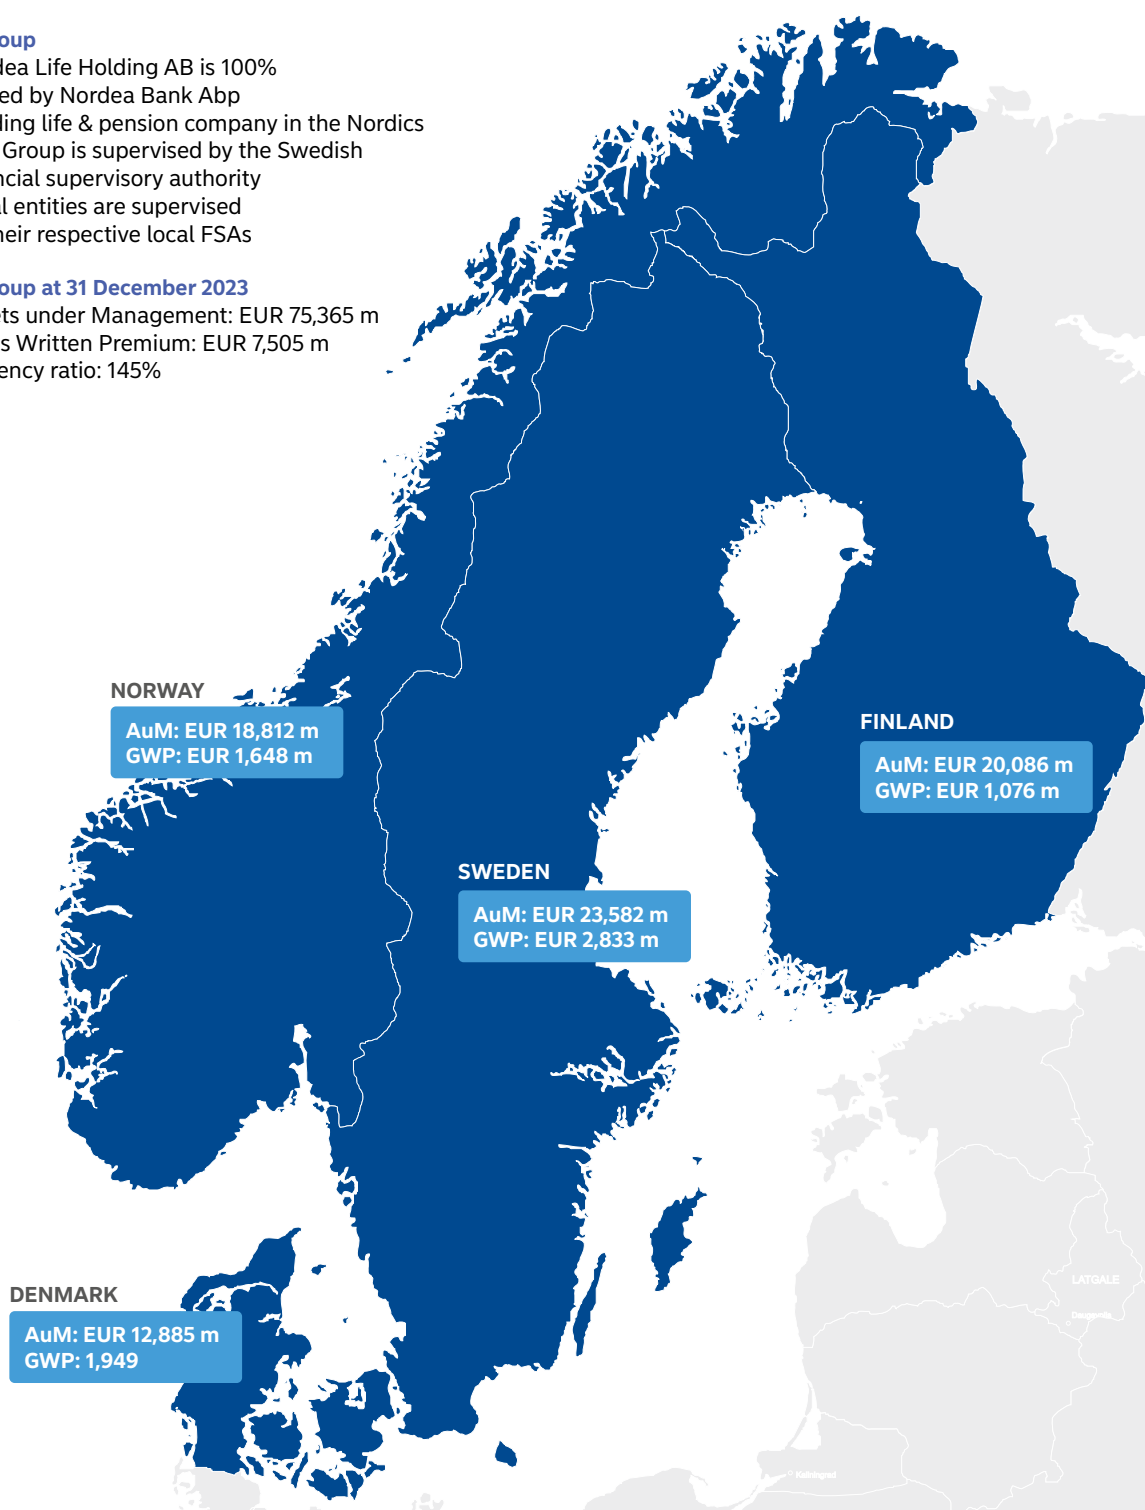 oup
dea Life Holding AB is 100%
ed by Nordea Bank Abp
ding life & pension company in the Nordics
Group is supervised by the Swedish
ncial supervisory authority
l entities are supervised
heir respective local FSAs
oup at 31 December 2023
ets under Management: EUR 75,365 m
s Written Premium: EUR 7,505 m
ency ratio: 145%
NORWAY
AuM: EUR 18,812 m
GWP: EUR 1,648 m
FINLAND
AuM: EUR 20,086 m
GWP: EUR 1,076 m
SWEDEN
AuM: EUR 23,582 m
GWP: EUR 2,833 m
LATGALE
DENMARK
AuM: EUR 12,885 m
GWP: 1,949
Kaliningrad